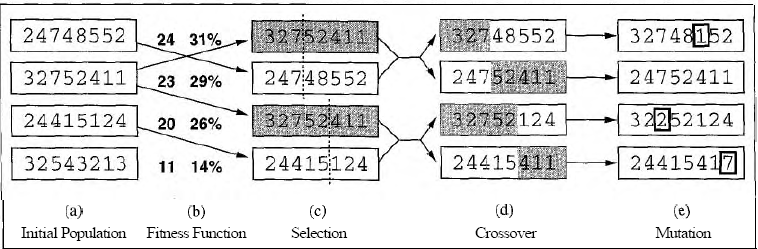 24748552 24 31% 32752411 32748552 32748152
32752411 23 29% 24748552 24752411 24752411
24415124 20 26% 32752411 32752124 32252124
32543213 11 14% 24415124 24415411 24415417
(a) (b) (c) (d) (e)
Initial Population Fitness Function Selection Crossover Mutation